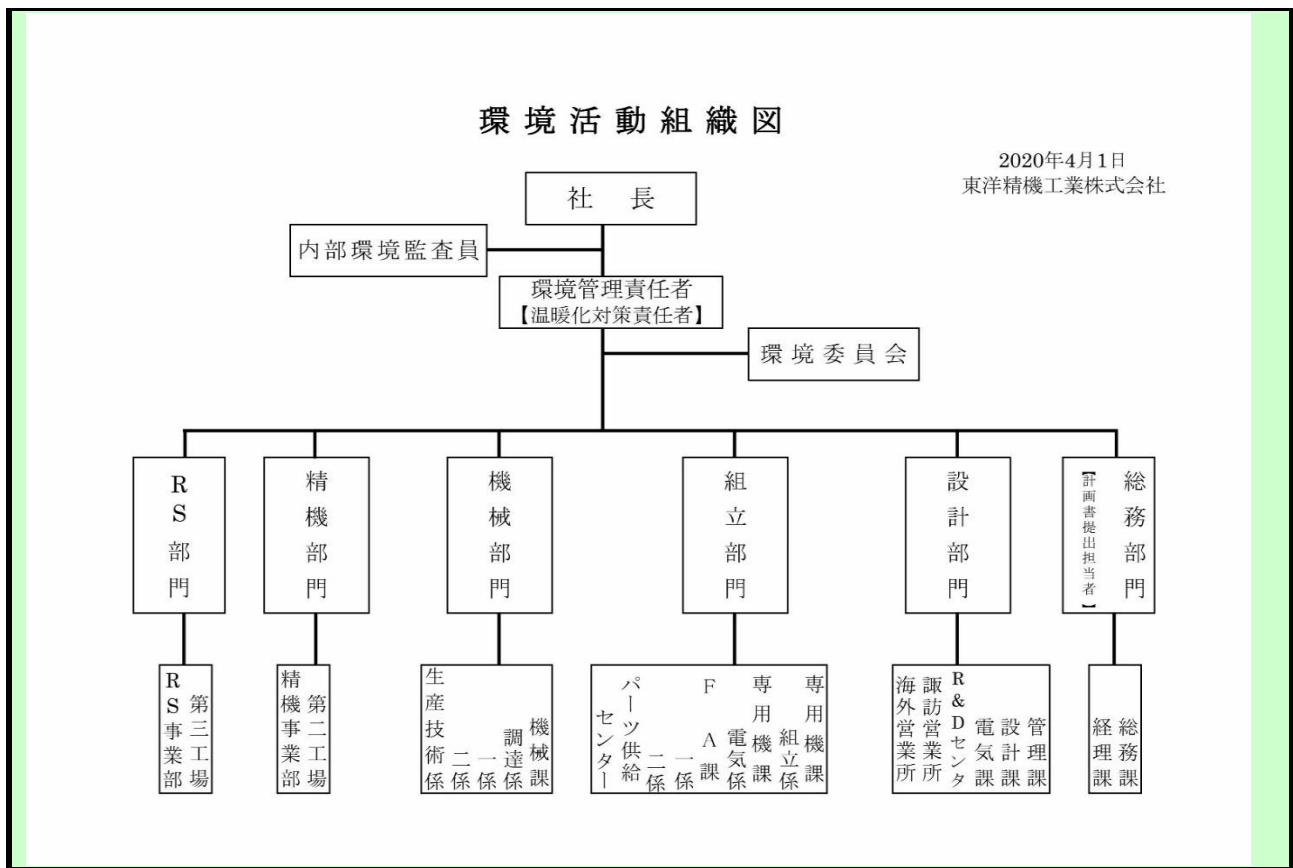 環境活動組織図
2020年4月1日
東洋精機工業株式会社
社長
内部環境監査員
環境管理責任者
【温暖化対策責任者】
環境委員会
RS部門
精機部門
機械部門
組立部門
設計部門
総務部門
【計画書提出担当者】
第三工場
RS事業部
第二工場
精機事業部
機械課
調達係
一係
二係
生産技術係
専用機課
組立係
専用機課
電気係
FA課
一係
二係
パーツ供給
センター
管理課
設計課
電気課
R&Dセンタ
諏訪営業所
海外営業所
総務課
経理課